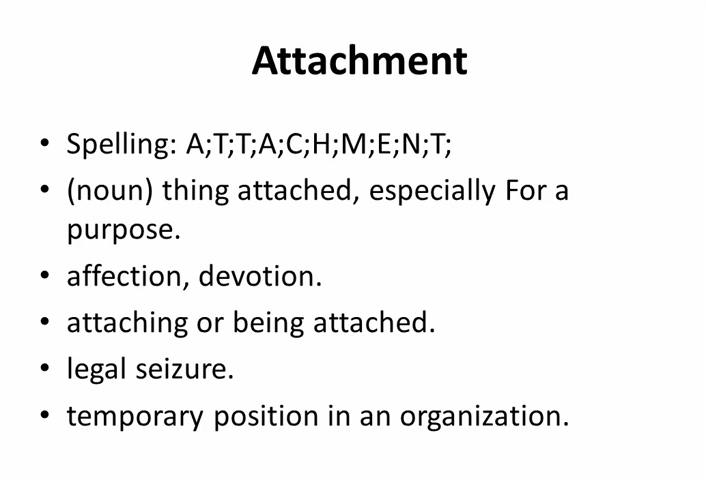 Attachment
• Spelling: A;T;T;A;C;H;M;E;N;T;
• (noun) thing attached, especially For a
purpose.
• affection, devotion.
• attaching or being attached.
• legal seizure.
• temporary position in an organization.